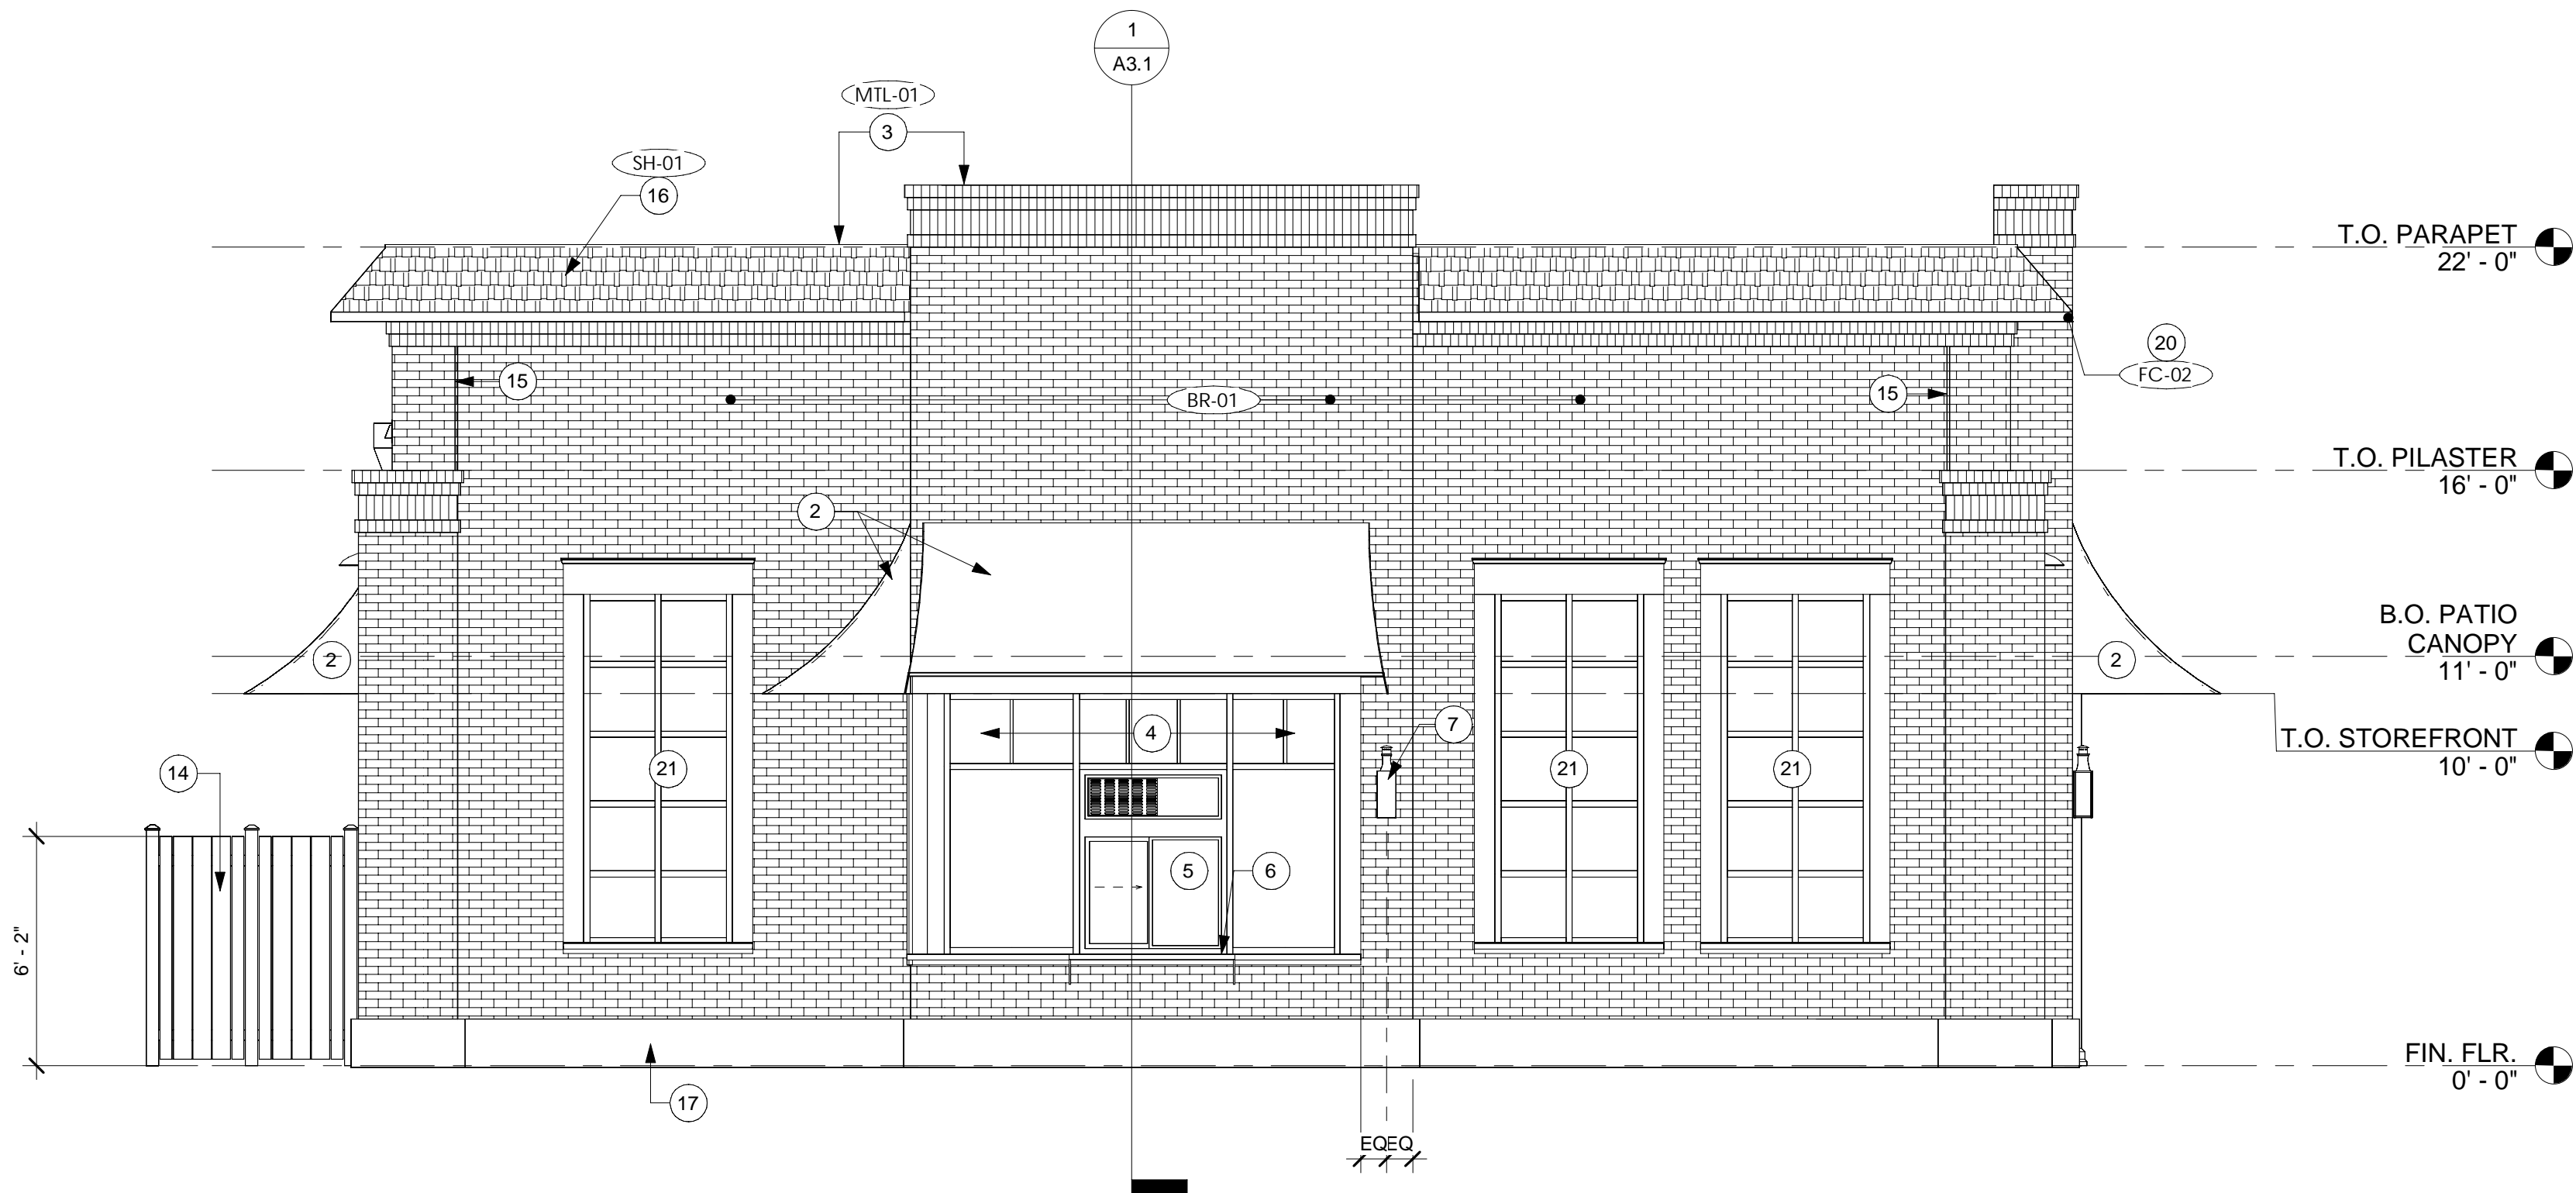 1
A3.1
MTL-01
3
SH-01
16
T.O. PARAPET
22' - 0"
20
FC-02
15
BR-01
15
T.O. PILASTER
16' - 0"
2
B.O. PATIO
CANOPY
11' - 0"
2
2
4
7
T.O. STOREFRONT
10' - 0"
14
21
21
21
5
6
6' - 2"
FIN. FLR.
0' - 0"
17
EQ
EQ